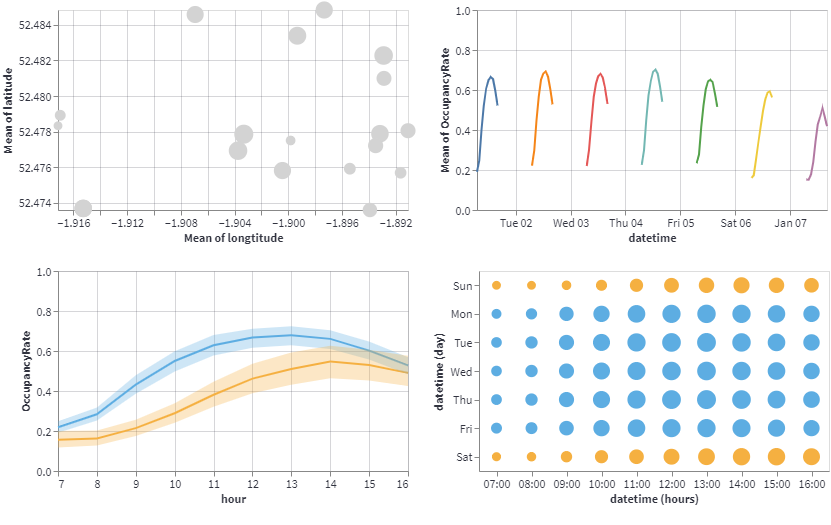 52.484
52.482
52.480
52.478
52.476
52.474
Mean of latitude
−1.916
−1.912
−1.908
−1.904
−1.900
−1.896
−1.892
Mean of longtitude
1.0
0.8
0.6
0.4
0.2
0.0
Mean of OccupancyRate
Tue 02
Wed 03
Thu 04
Fri 05
Sat 06
Jan 07
datetime
1.0
0.8
0.6
0.4
0.2
0.0
OccupancyRate
7
8
9
10
11
12
13
14
15
16
hour
Sun
Mon
Tue
Wed
Thu
Fri
Sat
datetime (day)
07:00
08:00
09:00
10:00
11:00
12:00
13:00
14:00
15:00
16:00
datetime (hours)